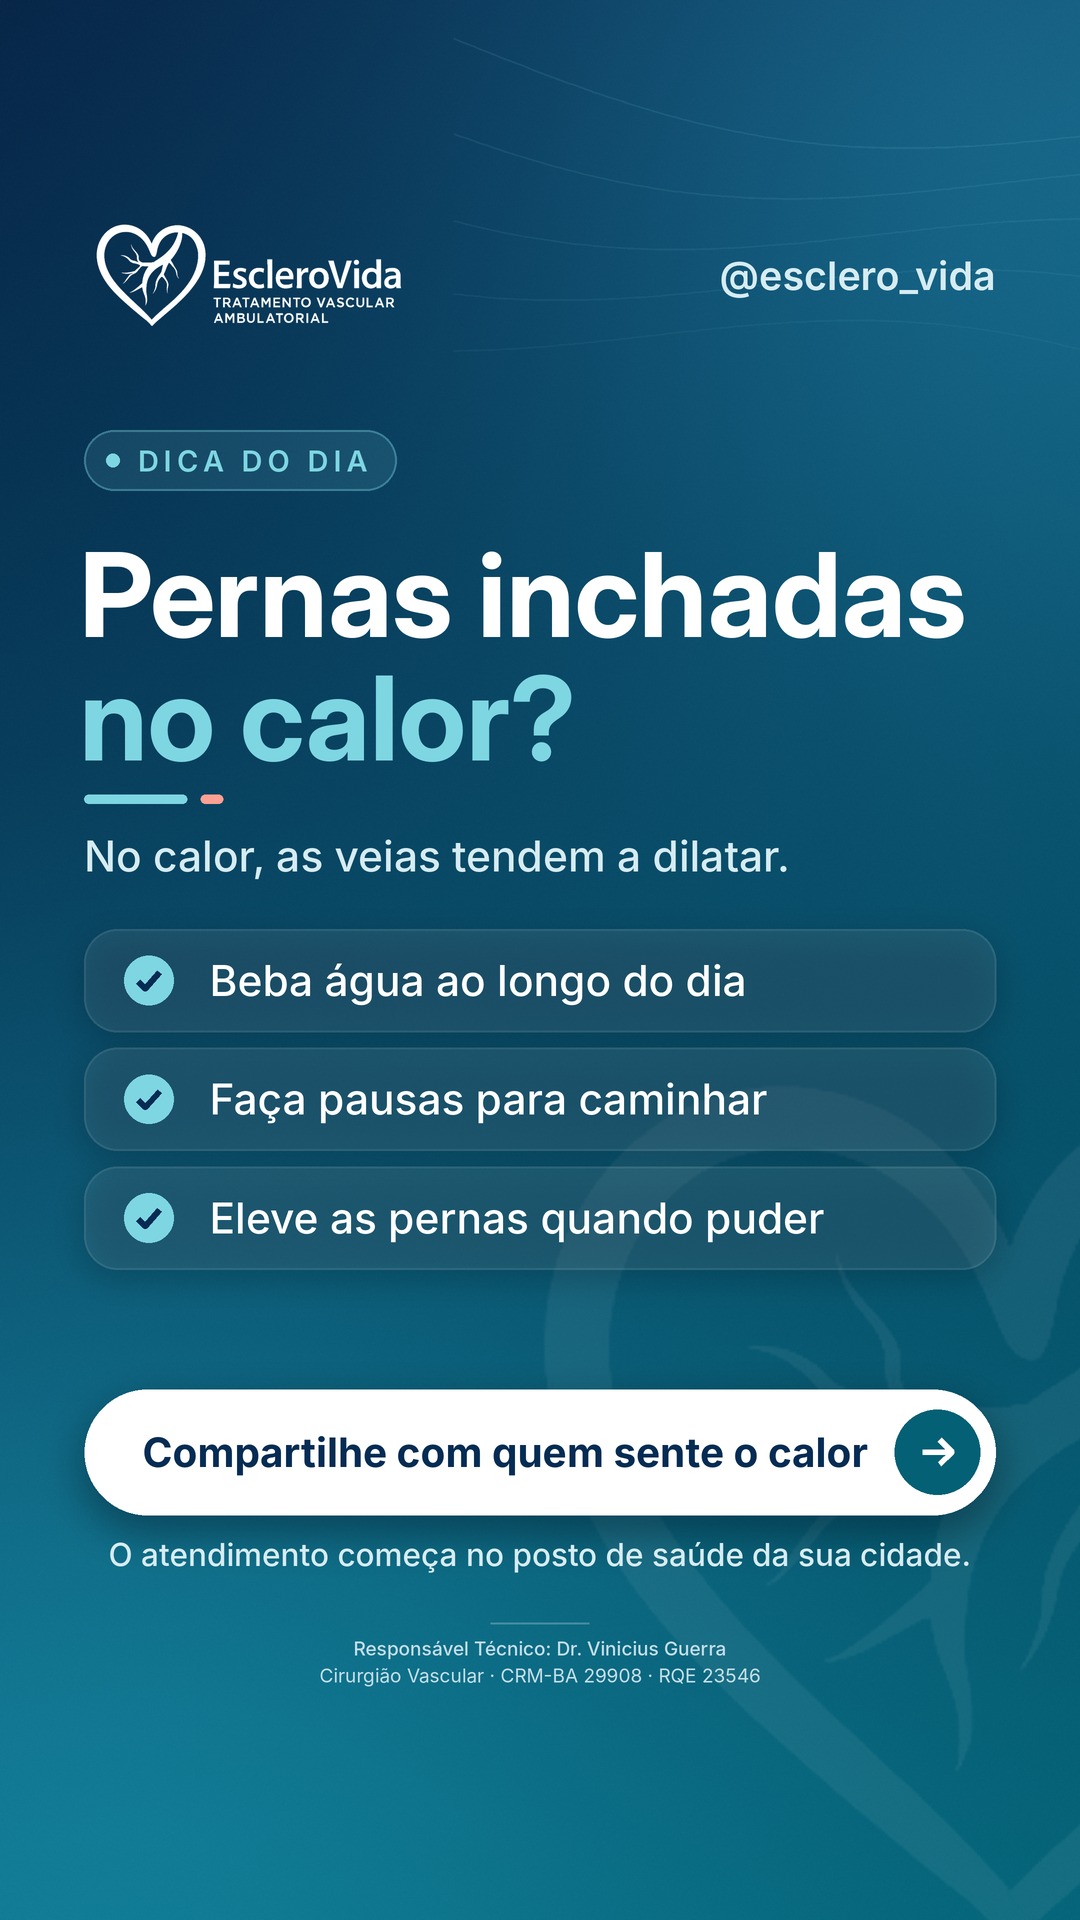 EscleroVida
TRATAMENTO VASCULAR
AMBULATORIAL
@esclero_vida
DICA DO DIA
Pernas inchadas
no calor?
No calor, as veias tendem a dilatar.
Beba água ao longo do dia
Faça pausas para caminhar
Eleve as pernas quando puder
Compartilhe com quem sente o calor
O atendimento começa no posto de saúde da sua cidade.
Responsável Técnico: Dr. Vinicius Guerra
Cirurgião Vascular · CRM-BA 29908 · RQE 23546